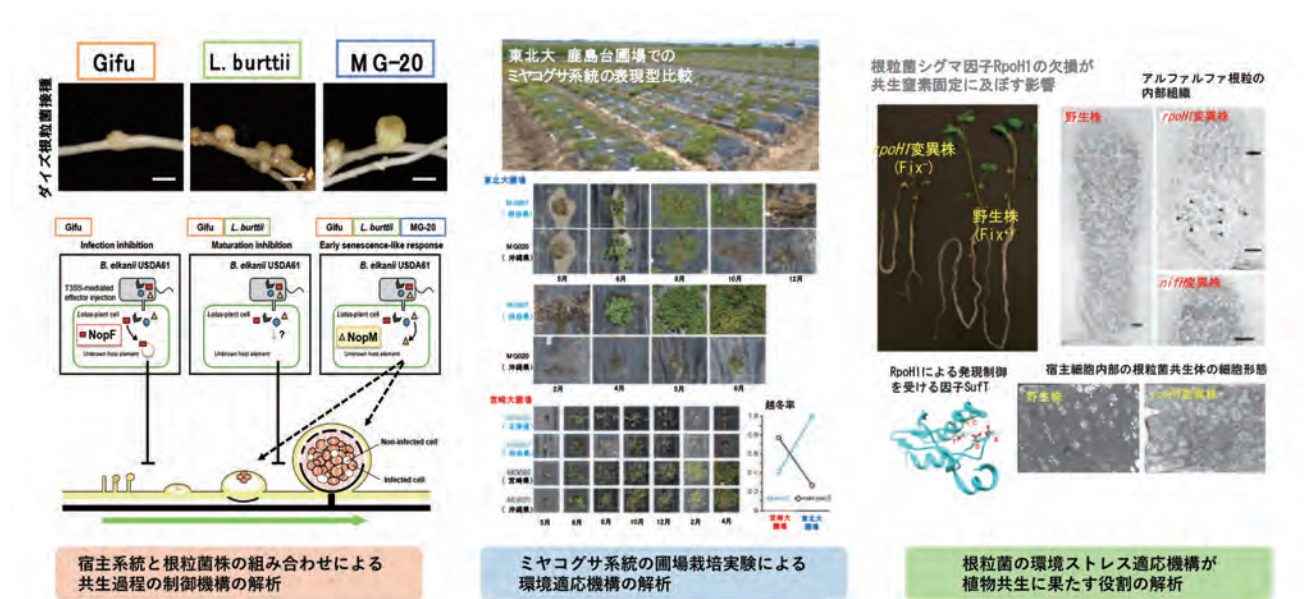 Gifu
L. burttii
MG-20
ダイズ根粒菌接種
Gifu
Gifu
L. burttii
Gifu
L. burttii
MG-20
Infection inhibition
Maturation inhibition
Early senescence-like response
B. elkanii USDA61
B. elkanii USDA61
B. elkanii USDA61
T3SS-mediated
effector injection
Lotus-plant cell
Lotus-plant cell
Lotus-plant cell
NopF
?
NopM
Unknown host element
Unknown host element
Unknown host element
Non-infected cell
Infected cell
宿主系統と根粒菌株の組み合わせによる
共生過程の制御機構の解析
東北大 鹿島台圃場での
ミヤコグサ系統の表現型比較
東北大圃場
MG020
(沖縄県)
5月
6月
8月
10月
12月
MG020
(沖縄県)
2月
4月
5月
6月
宮崎大圃場
(宮崎県)
(沖縄県)
5月
6月
8月
10月
12月
2月
4月
越冬率
宮崎大
圃場
東北大
圃場
ミヤコグサ系統の圃場栽培実験による
環境適応機構の解析
根粒菌シグマ因子RpoH1の欠損が
共生窒素固定に及ぼす影響
rpoH1変異株
(Fix⁻)
野生株
(Fix⁺)
アルファルファ根粒の
内部組織
野生株
rpoH1変異株
nifH変異株
RpoH1による発現制御
を受ける因子SufT
宿主細胞内部の根粒菌共生体の細胞形態
野生株
rpoH1変異株
根粒菌の環境ストレス適応機構が
植物共生に果たす役割の解析